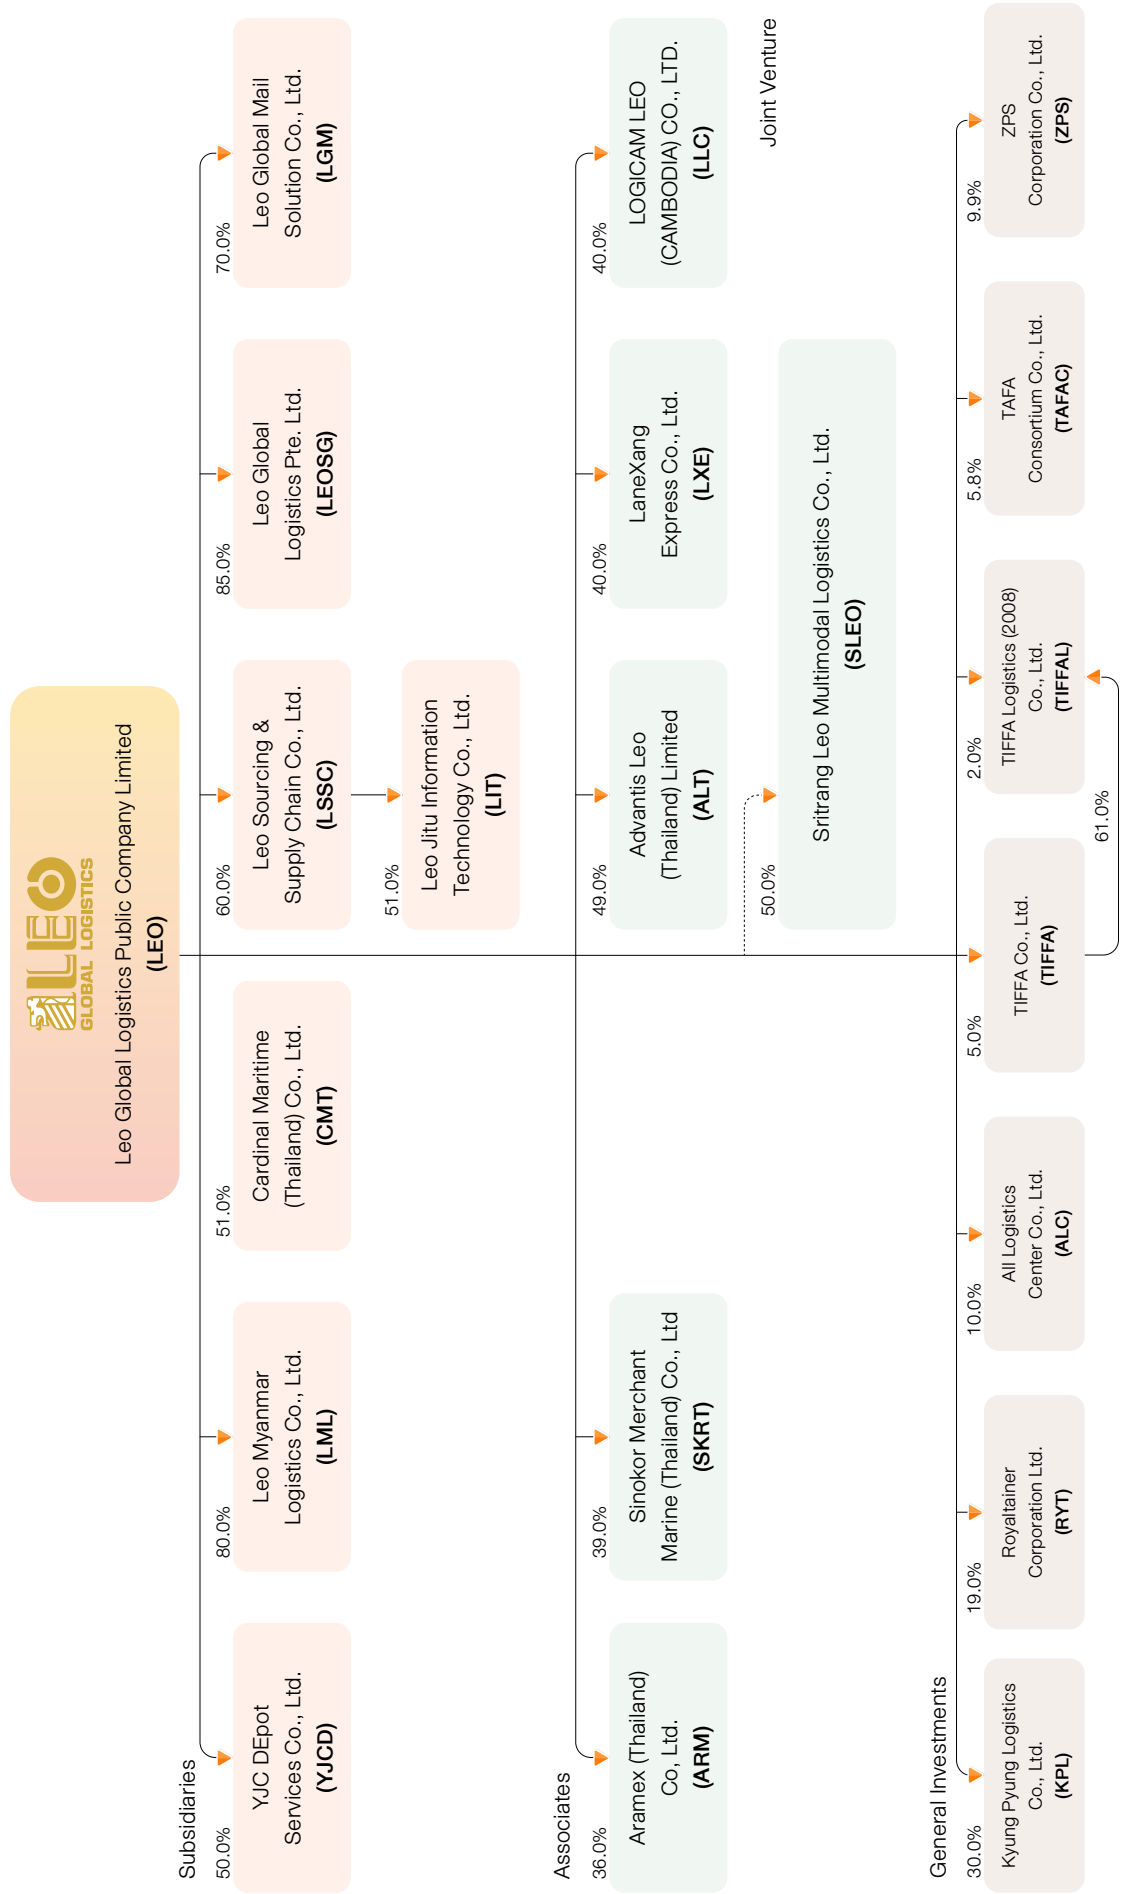 LEO
GLOBAL LOGISTICS
Leo Global Logistics Public Company Limited
(LEO)
Subsidiaries
50.0%
YJC DEpot
Services Co., Ltd.
(YJCD)
80.0%
Leo Myanmar
Logistics Co., Ltd.
(LML)
51.0%
Cardinal Maritime
(Thailand) Co., Ltd.
(CMT)
60.0%
Leo Sourcing &
Supply Chain Co., Ltd.
(LSSC)
85.0%
Leo Global
Logistics Pte. Ltd.
(LEOSG)
70.0%
Leo Global Mail
Solution Co., Ltd.
(LGM)
51.0%
Leo Jitu Information
Technology Co., Ltd.
(LIT)
Associates
36.0%
Aramex (Thailand)
Co, Ltd.
(ARM)
39.0%
Sinokor Merchant
Marine (Thailand) Co., Ltd
(SKRT)
49.0%
Advantis Leo
(Thailand) Limited
(ALT)
40.0%
LaneXang
Express Co., Ltd.
(LXE)
40.0%
LOGICAM LEO
(CAMBODIA) CO., LTD.
(LLC)
Joint Venture
50.0%
Sritrang Leo Multimodal Logistics Co., Ltd.
(SLEO)
General Investments
30.0%
Kyung Pyung Logistics
Co., Ltd.
(KPL)
19.0%
Royaltainer
Corporation Ltd.
(RYT)
10.0%
All Logistics
Center Co., Ltd.
(ALC)
5.0%
TIFFA Co., Ltd.
(TIFFA)
2.0%
TIFFA Logistics (2008)
Co., Ltd.
(TIFFAL)
5.8%
TAFA
Consortium Co., Ltd.
(TAFAC)
9.9%
ZPS
Corporation Co., Ltd.
(ZPS)
61.0%